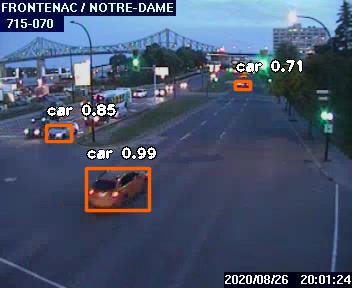 FRONTENAC / NOTRE-DAME
715-070
car 0.71
car 0.85
car 0.99
2020/08/26 20:01:24